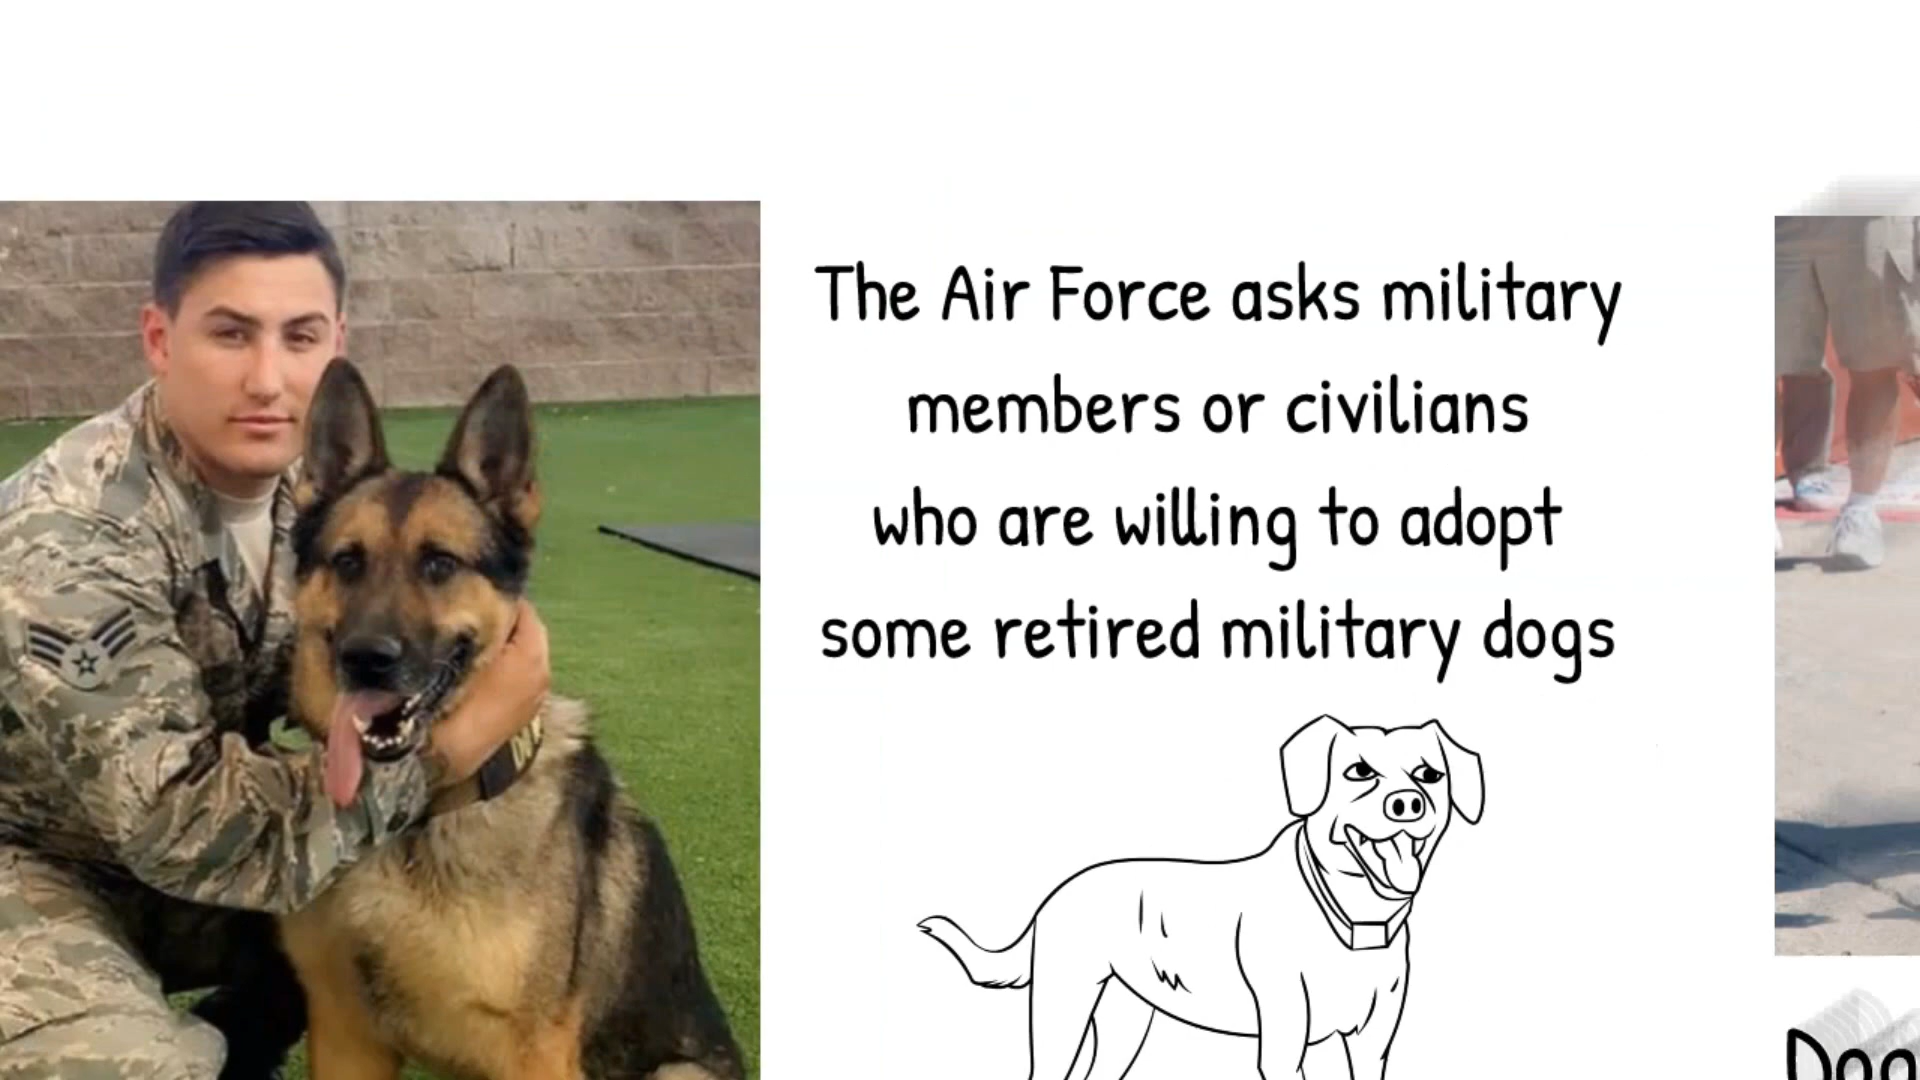 The Air Force asks military
members or civilians
who are willing to adopt
some retired military dogs